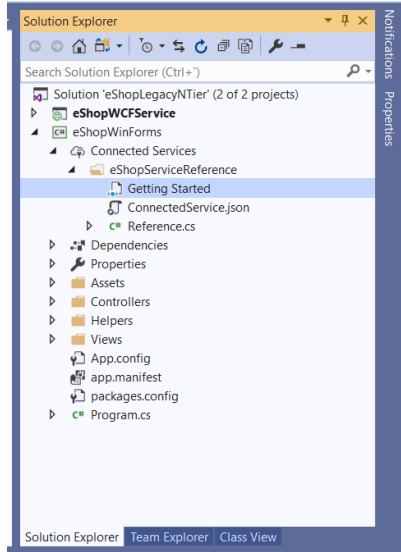 Solution Explorer
Search Solution Explorer (Ctrl+¨)
Solution 'eShopLegacyNTier' (2 of 2 projects)
eShopWCFService
C# eShopWinForms
Connected Services
eShopServiceReference
Getting Started
ConnectedService.json
C# Reference.cs
Dependencies
Properties
Assets
Controllers
Helpers
Views
App.config
app.manifest
packages.config
C# Program.cs
Solution Explorer Team Explorer Class View
Notifications
Properties